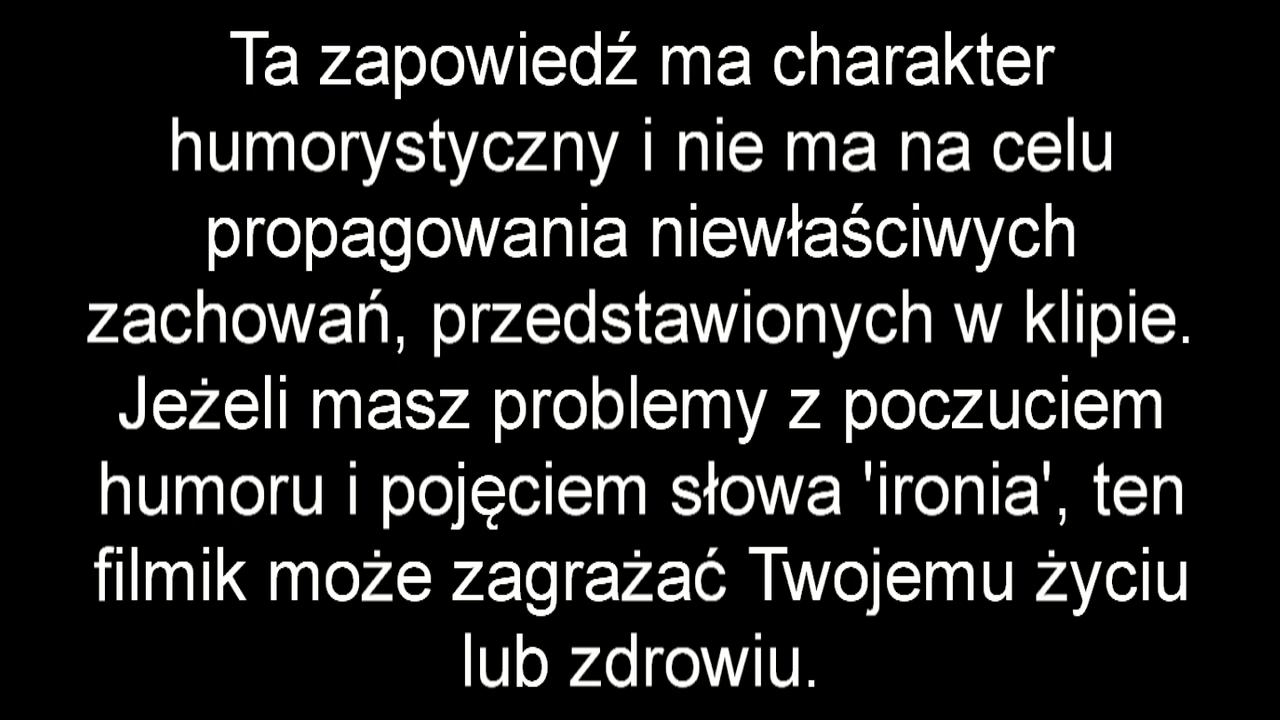 Ta zapowiedź ma charakter
humorystyczny i nie ma na celu
propagowania niewłaściwych
zachowań, przedstawionych w klipie.
Jeżeli masz problemy z poczuciem
humoru i pojęciem słowa 'ironia', ten
filmik może zagrażać Twojemu życiu
lub zdrowiu.